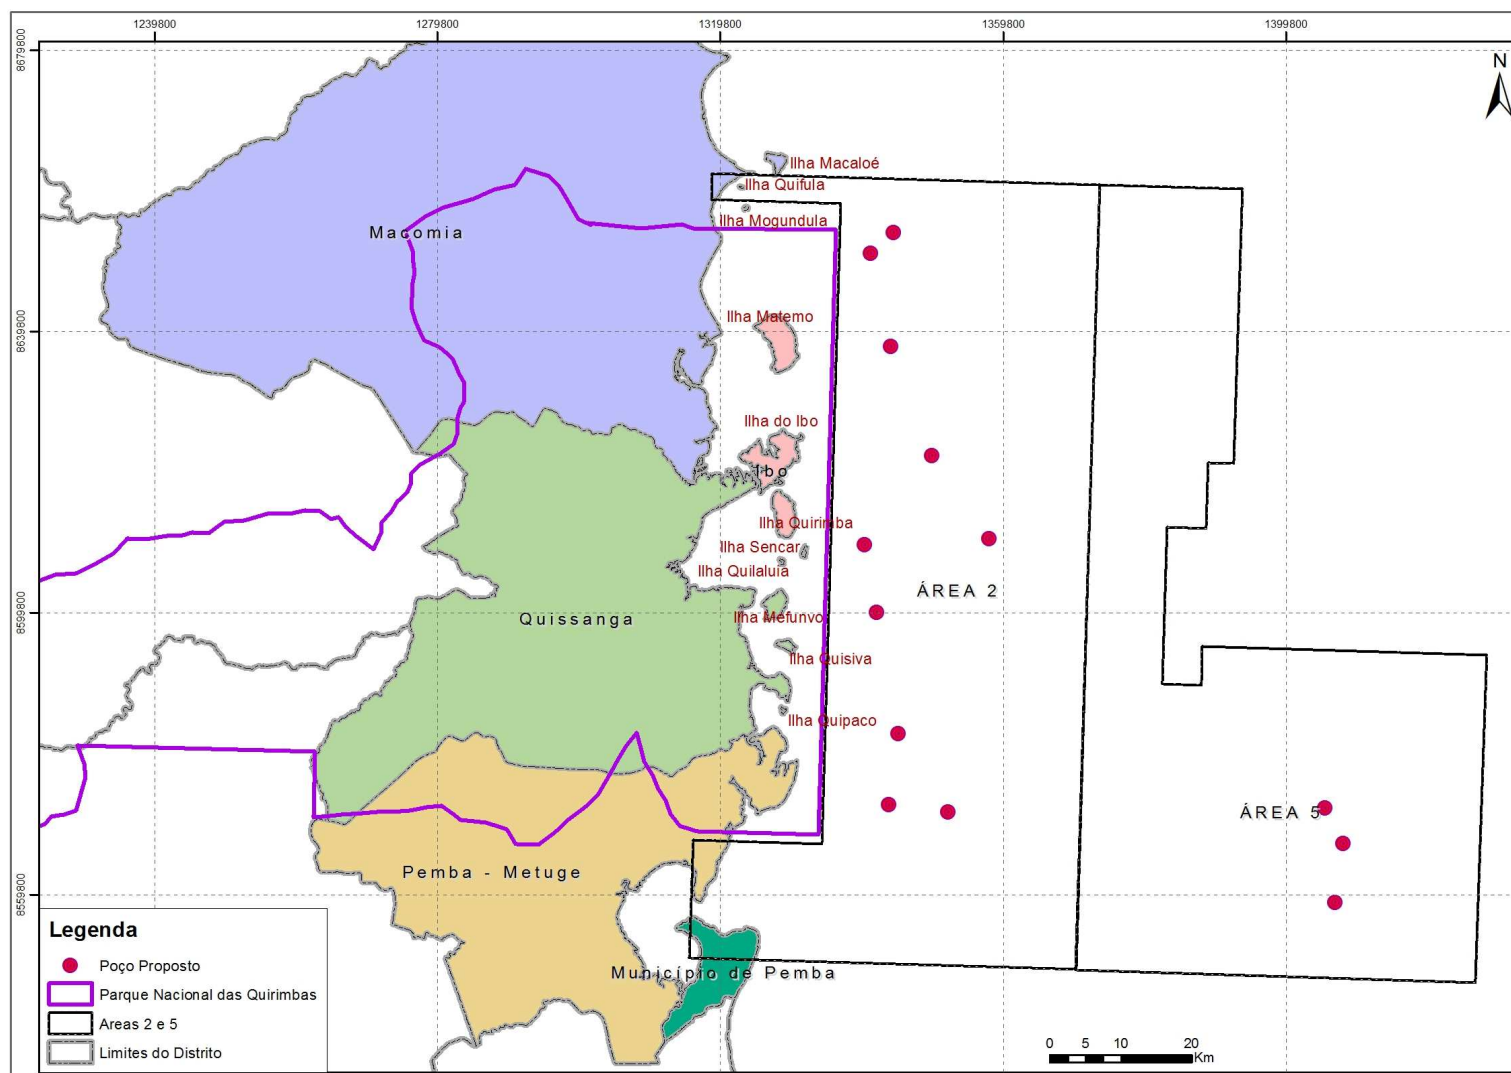 1239800
1279800
1319800
1359800
1399800
8679800
N
Ilha Macaloé
Ilha Quifula
Ilha Mogundula
Macomia
Ilha Matemo
8639800
Ilha do Ibo
Ibo
Ilha Quirimba
Ilha Sencar
Ilha Quilaluia
ÁREA 2
8599800
Quissanga
Ilha Mefunvo
Ilha Quisiva
Ilha Quipaco
ÁREA 5
Pemba - Metuge
8559800
Município de Pemba
Legenda
Poço Proposto
Parque Nacional das Quirimbas
Areas 2 e 5
Limites do Distrito
0 5 10 20
Km